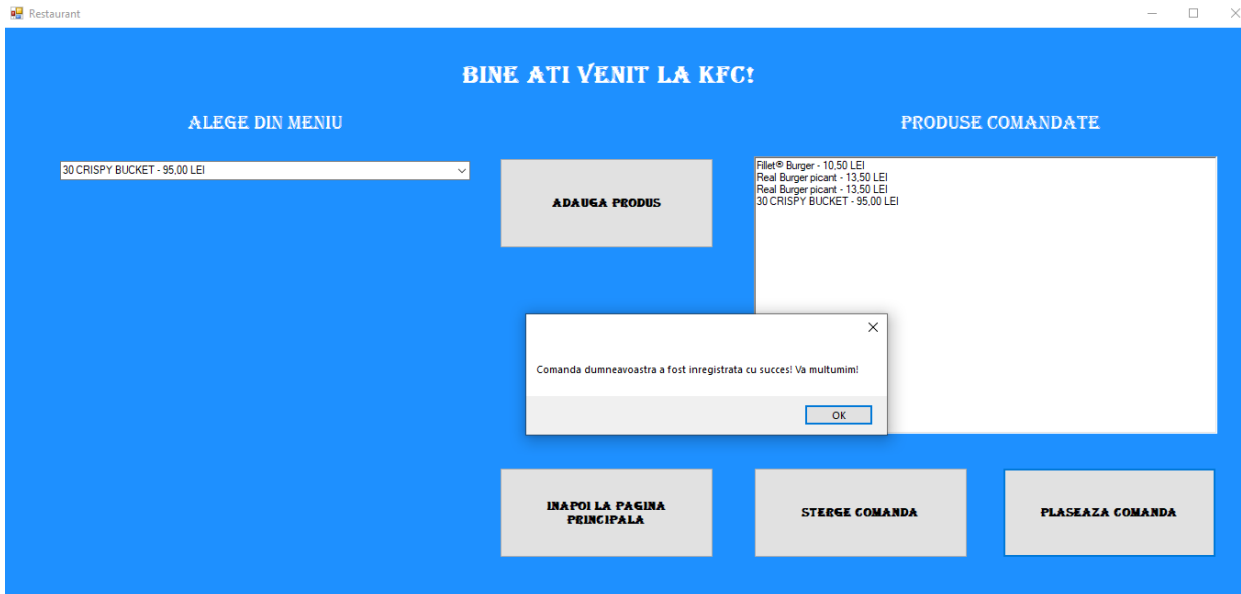 Restaurant
BINE ATI VENIT LA KFC!
ALEGE DIN MENIU
PRODUSE COMANDATE
30 CRISPY BUCKET - 95,00 LEI
ADAUGA PRODUS
Fillet® Burger - 10,50 LEI
Real Burger picant - 13,50 LEI
Real Burger picant - 13,50 LEI
30 CRISPY BUCKET - 95,00 LEI
Comanda dumneavoastra a fost inregistrata cu succes! Va multumim!
OK
INAPOI LA PAGINA
PRINCIPALA
STERGE COMANDA
PLASEAZA COMANDA